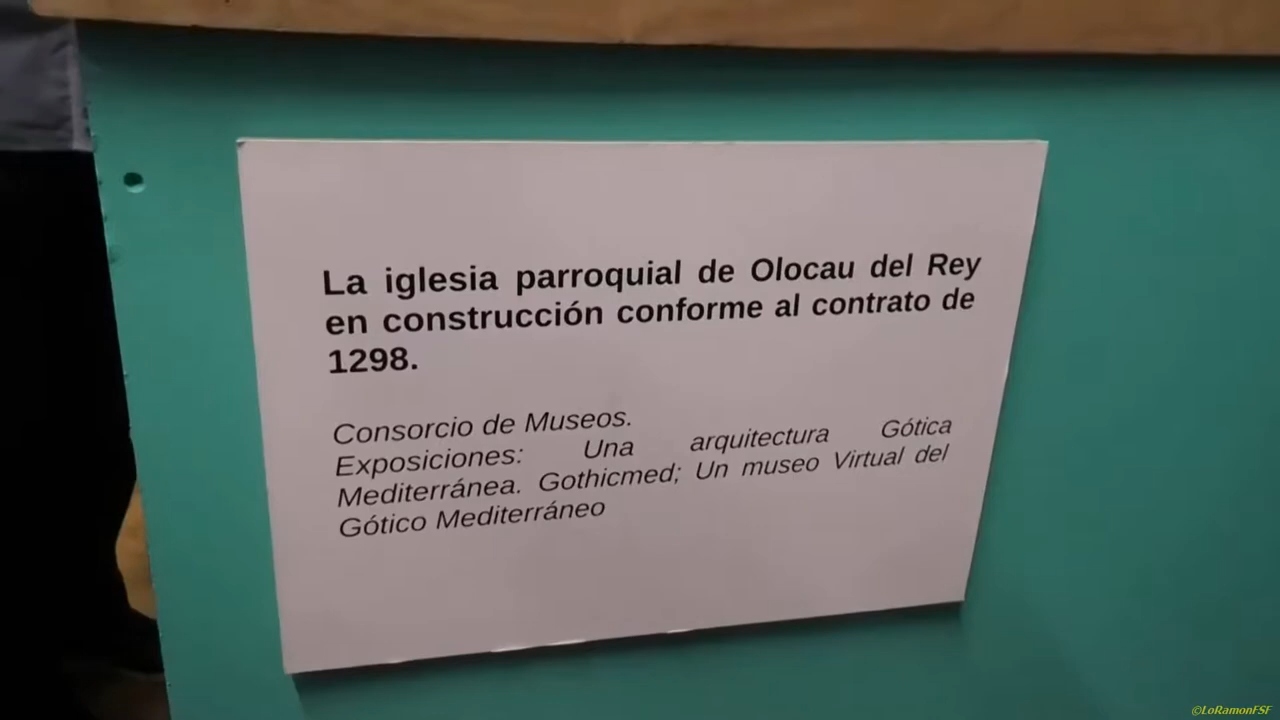 La iglesia parroquial de Olocau del Rey
en construcción conforme al contrato de
1298.
Consorcio de Museos.
Exposiciones: Una arquitectura Gótica
Mediterránea. Gothicmed; Un museo Virtual del
Gótico Mediterráneo
©LoRamonFSF